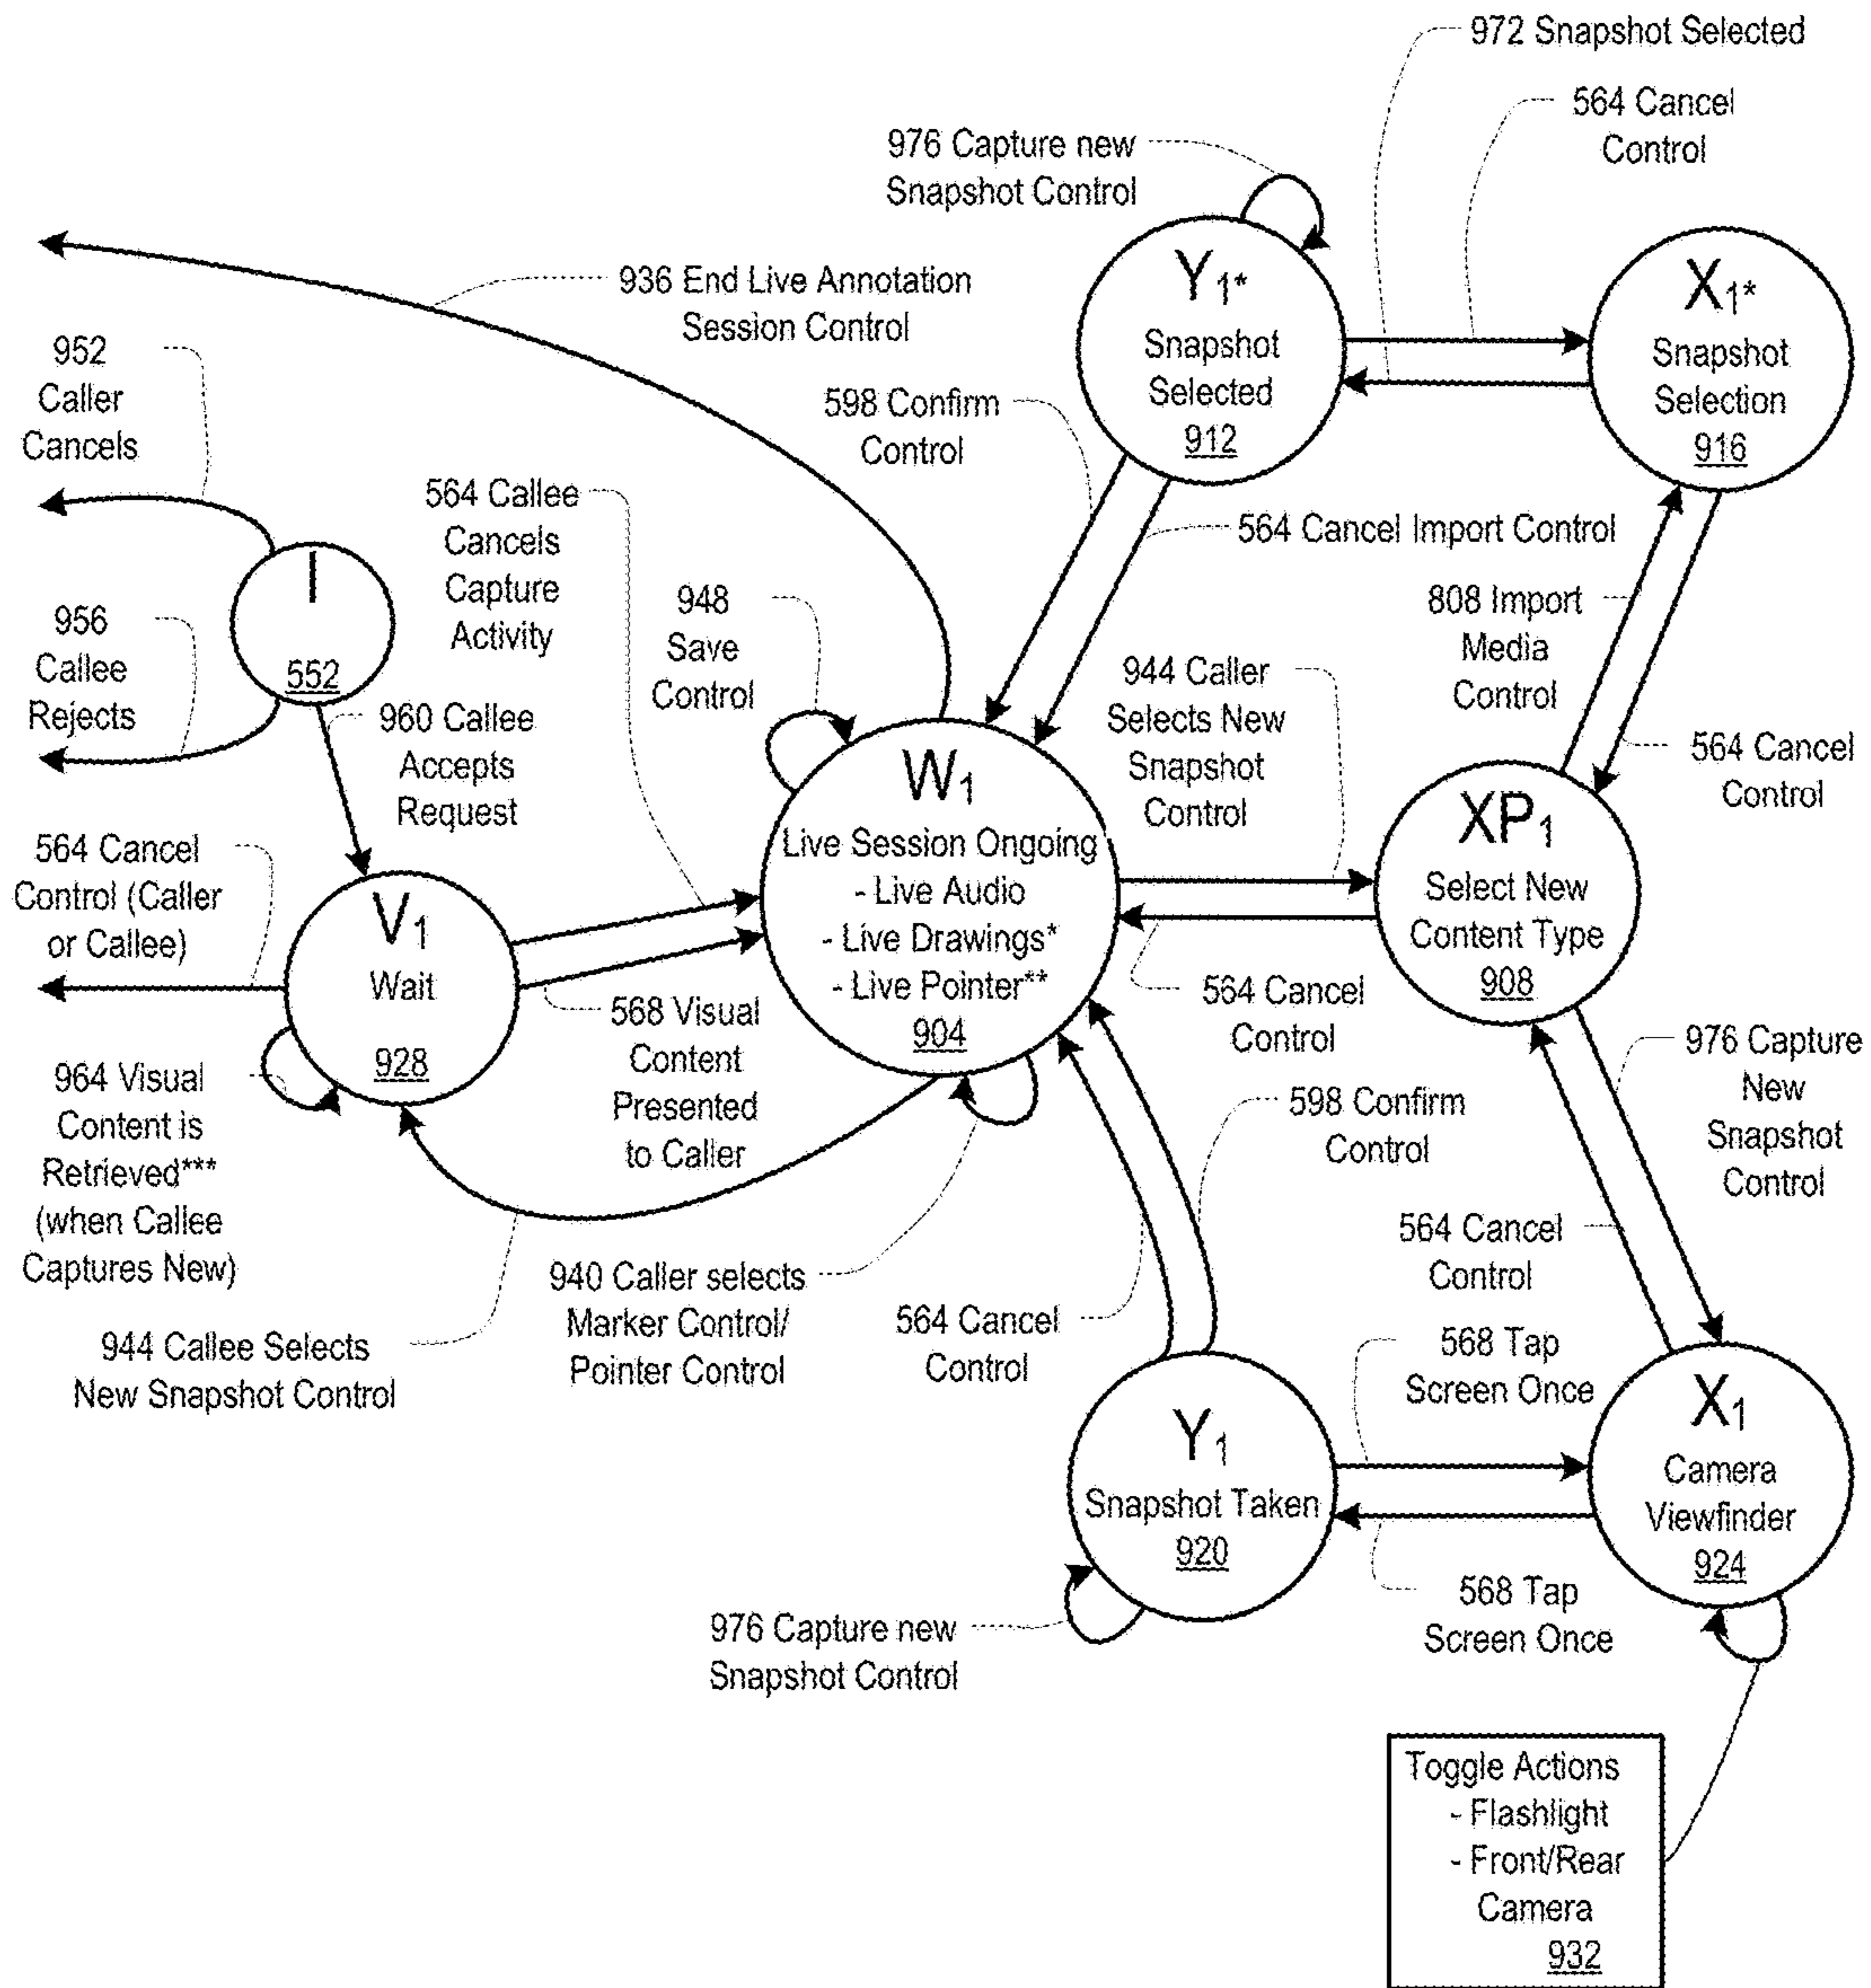 972 Snapshot Selected
564 Cancel
Control
976 Capture new
Snapshot Control
936 End Live Annotation
Session Control
Y1*
Snapshot
Selected
912
X1*
Snapshot
Selection
916
952
Caller
Cancels
598 Confirm
Control
564 Callee
Cancels
Capture
Activity
564 Cancel Import Control
I
552
956
Callee
Rejects
960 Callee
Accepts
Request
948
Save
Control
944 Caller
Selects New
Snapshot
Control
808 Import
Media
Control
564 Cancel
Control
564 Cancel
Control (Caller
or Callee)
V1
Wait
928
W1
Live Session Ongoing
- Live Audio
- Live Drawings*
- Live Pointer**
904
XP1
Select New
Content Type
908
564 Cancel
Control
568 Visual
Content
Presented
to Caller
964 Visual
Content is
Retrieved***
(when Callee
Captures New)
976 Capture
New
Snapshot
Control
598 Confirm
Control
564 Cancel
Control
944 Callee Selects
New Snapshot Control
940 Caller selects
Marker Control/
Pointer Control
564 Cancel
Control
568 Tap
Screen Once
Y1
Snapshot Taken
920
X1
Camera
Viewfinder
924
568 Tap
Screen Once
976 Capture new
Snapshot Control
Toggle Actions
- Flashlight
- Front/Rear
Camera
932